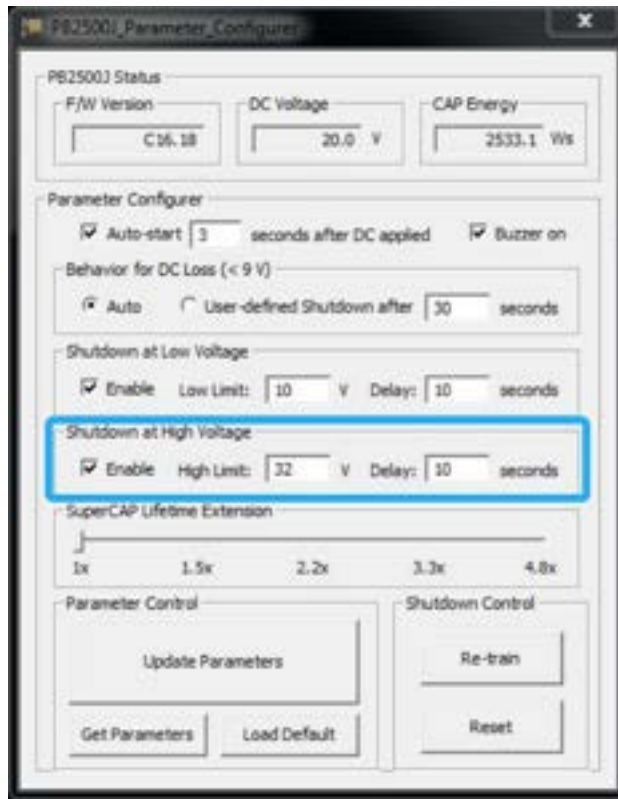 PB2500J_Parameter_Configurer
x
PB2500J Status
F/W Version
DC Voltage
CAP Energy
C16.18
20.0 V
2533.1 Ws
Parameter Configurer
Auto-start 3 seconds after DC applied
Buzzer on
Behavior for DC Loss (< 9 V)
Auto
User-defined Shutdown after 30 seconds
Shutdown at Low Voltage
Enable Low Limit: 10 V Delay: 10 seconds
Shutdown at High Voltage
Enable High Limit: 32 V Delay: 10 seconds
SuperCAP Lifetime Extension
1x 1.5x 2.2x 3.3x 4.8x
Parameter Control
Shutdown Control
Update Parameters
Re-train
Get Parameters
Load Default
Reset